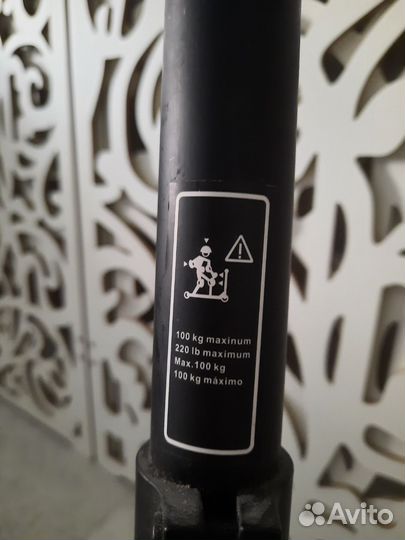 100 kg maxinum
220 lb maximum
Max.100 kg
100 kg máximo
Avito